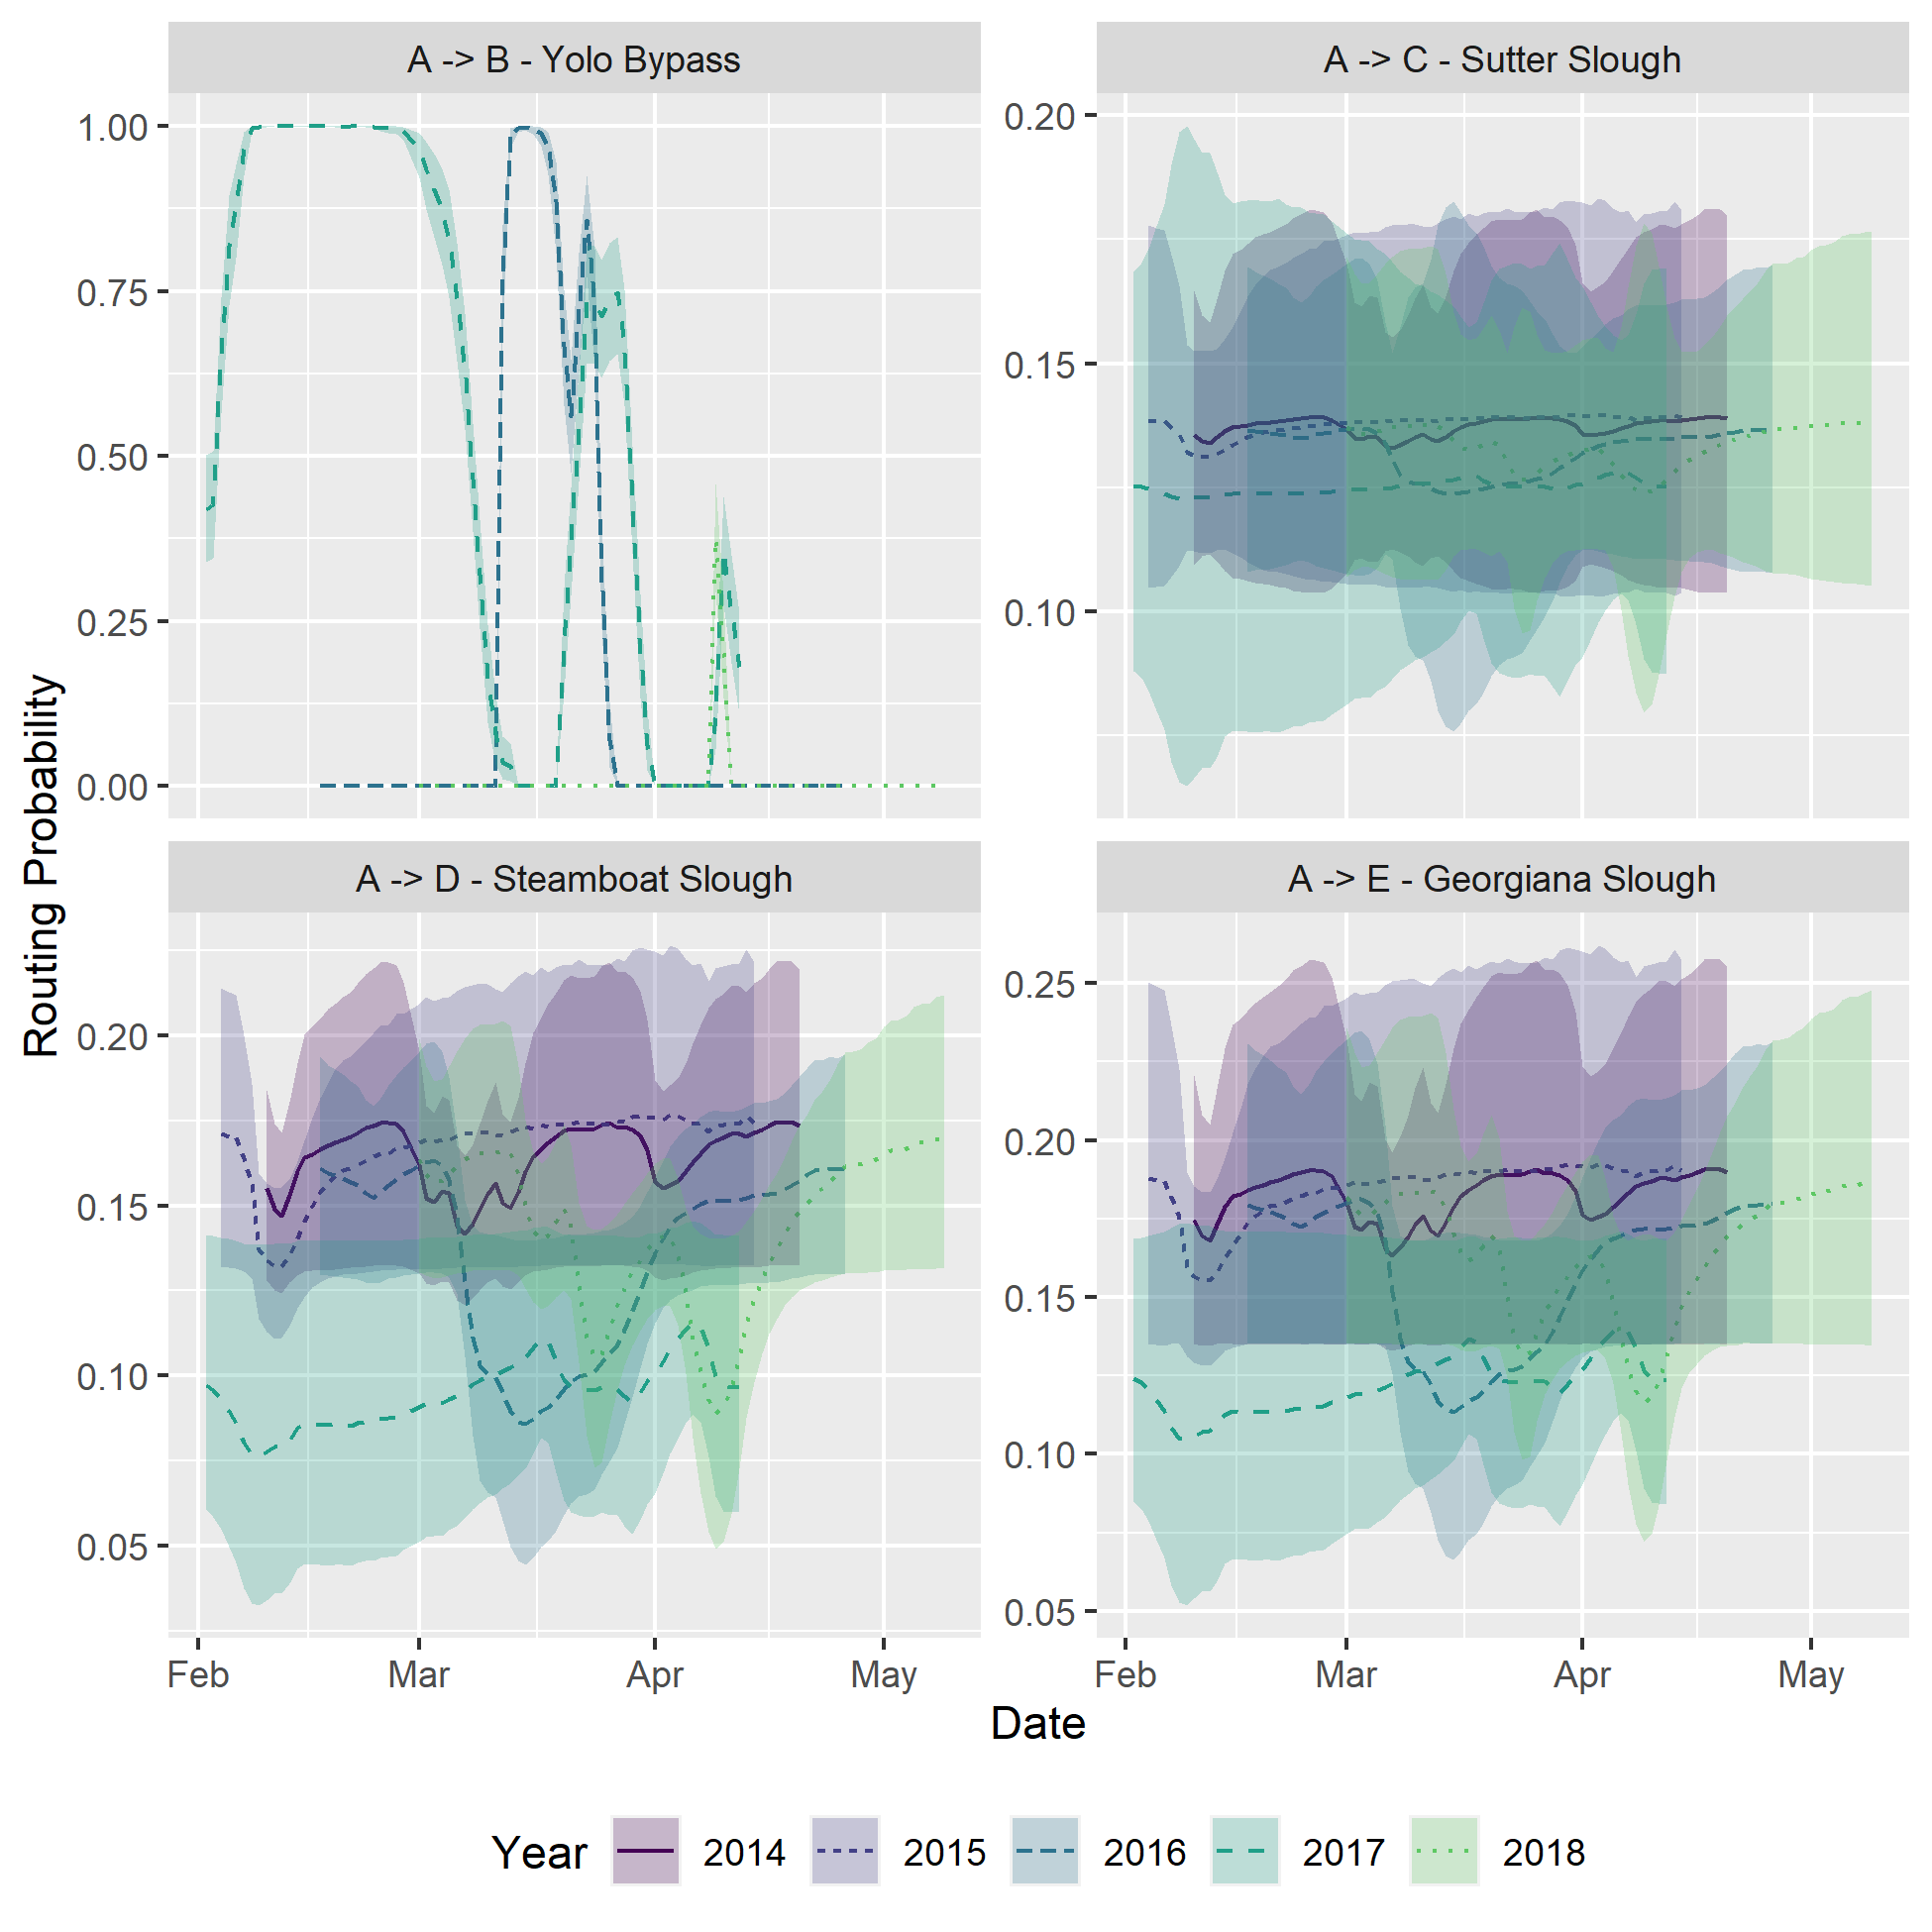 A -> B - Yolo Bypass
A -> C - Sutter Slough
1.00
0.75
0.50
0.25
0.00
0.20
0.15
0.10
A -> D - Steamboat Slough
A -> E - Georgiana Slough
0.20
0.15
0.10
0.05
0.25
0.20
0.15
0.10
0.05
Routing Probability
Feb Mar Apr May
Feb Mar Apr May
Date
Year 2014 2015 2016 2017 2018